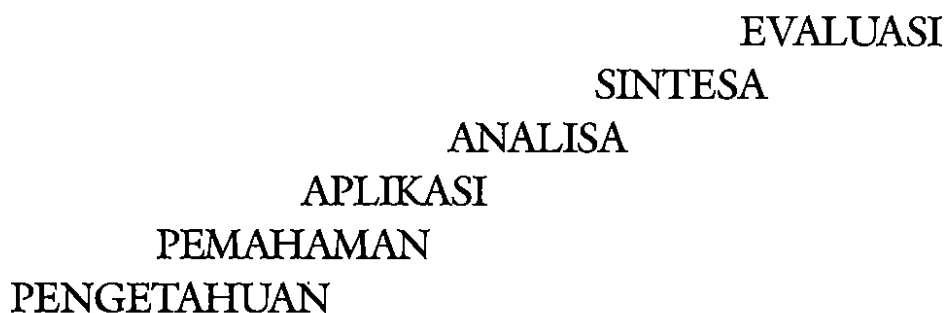 EVALUASI
SINTESA
ANALISA
APLIKASI
PEMAHAMAN
PENGETAHUAN